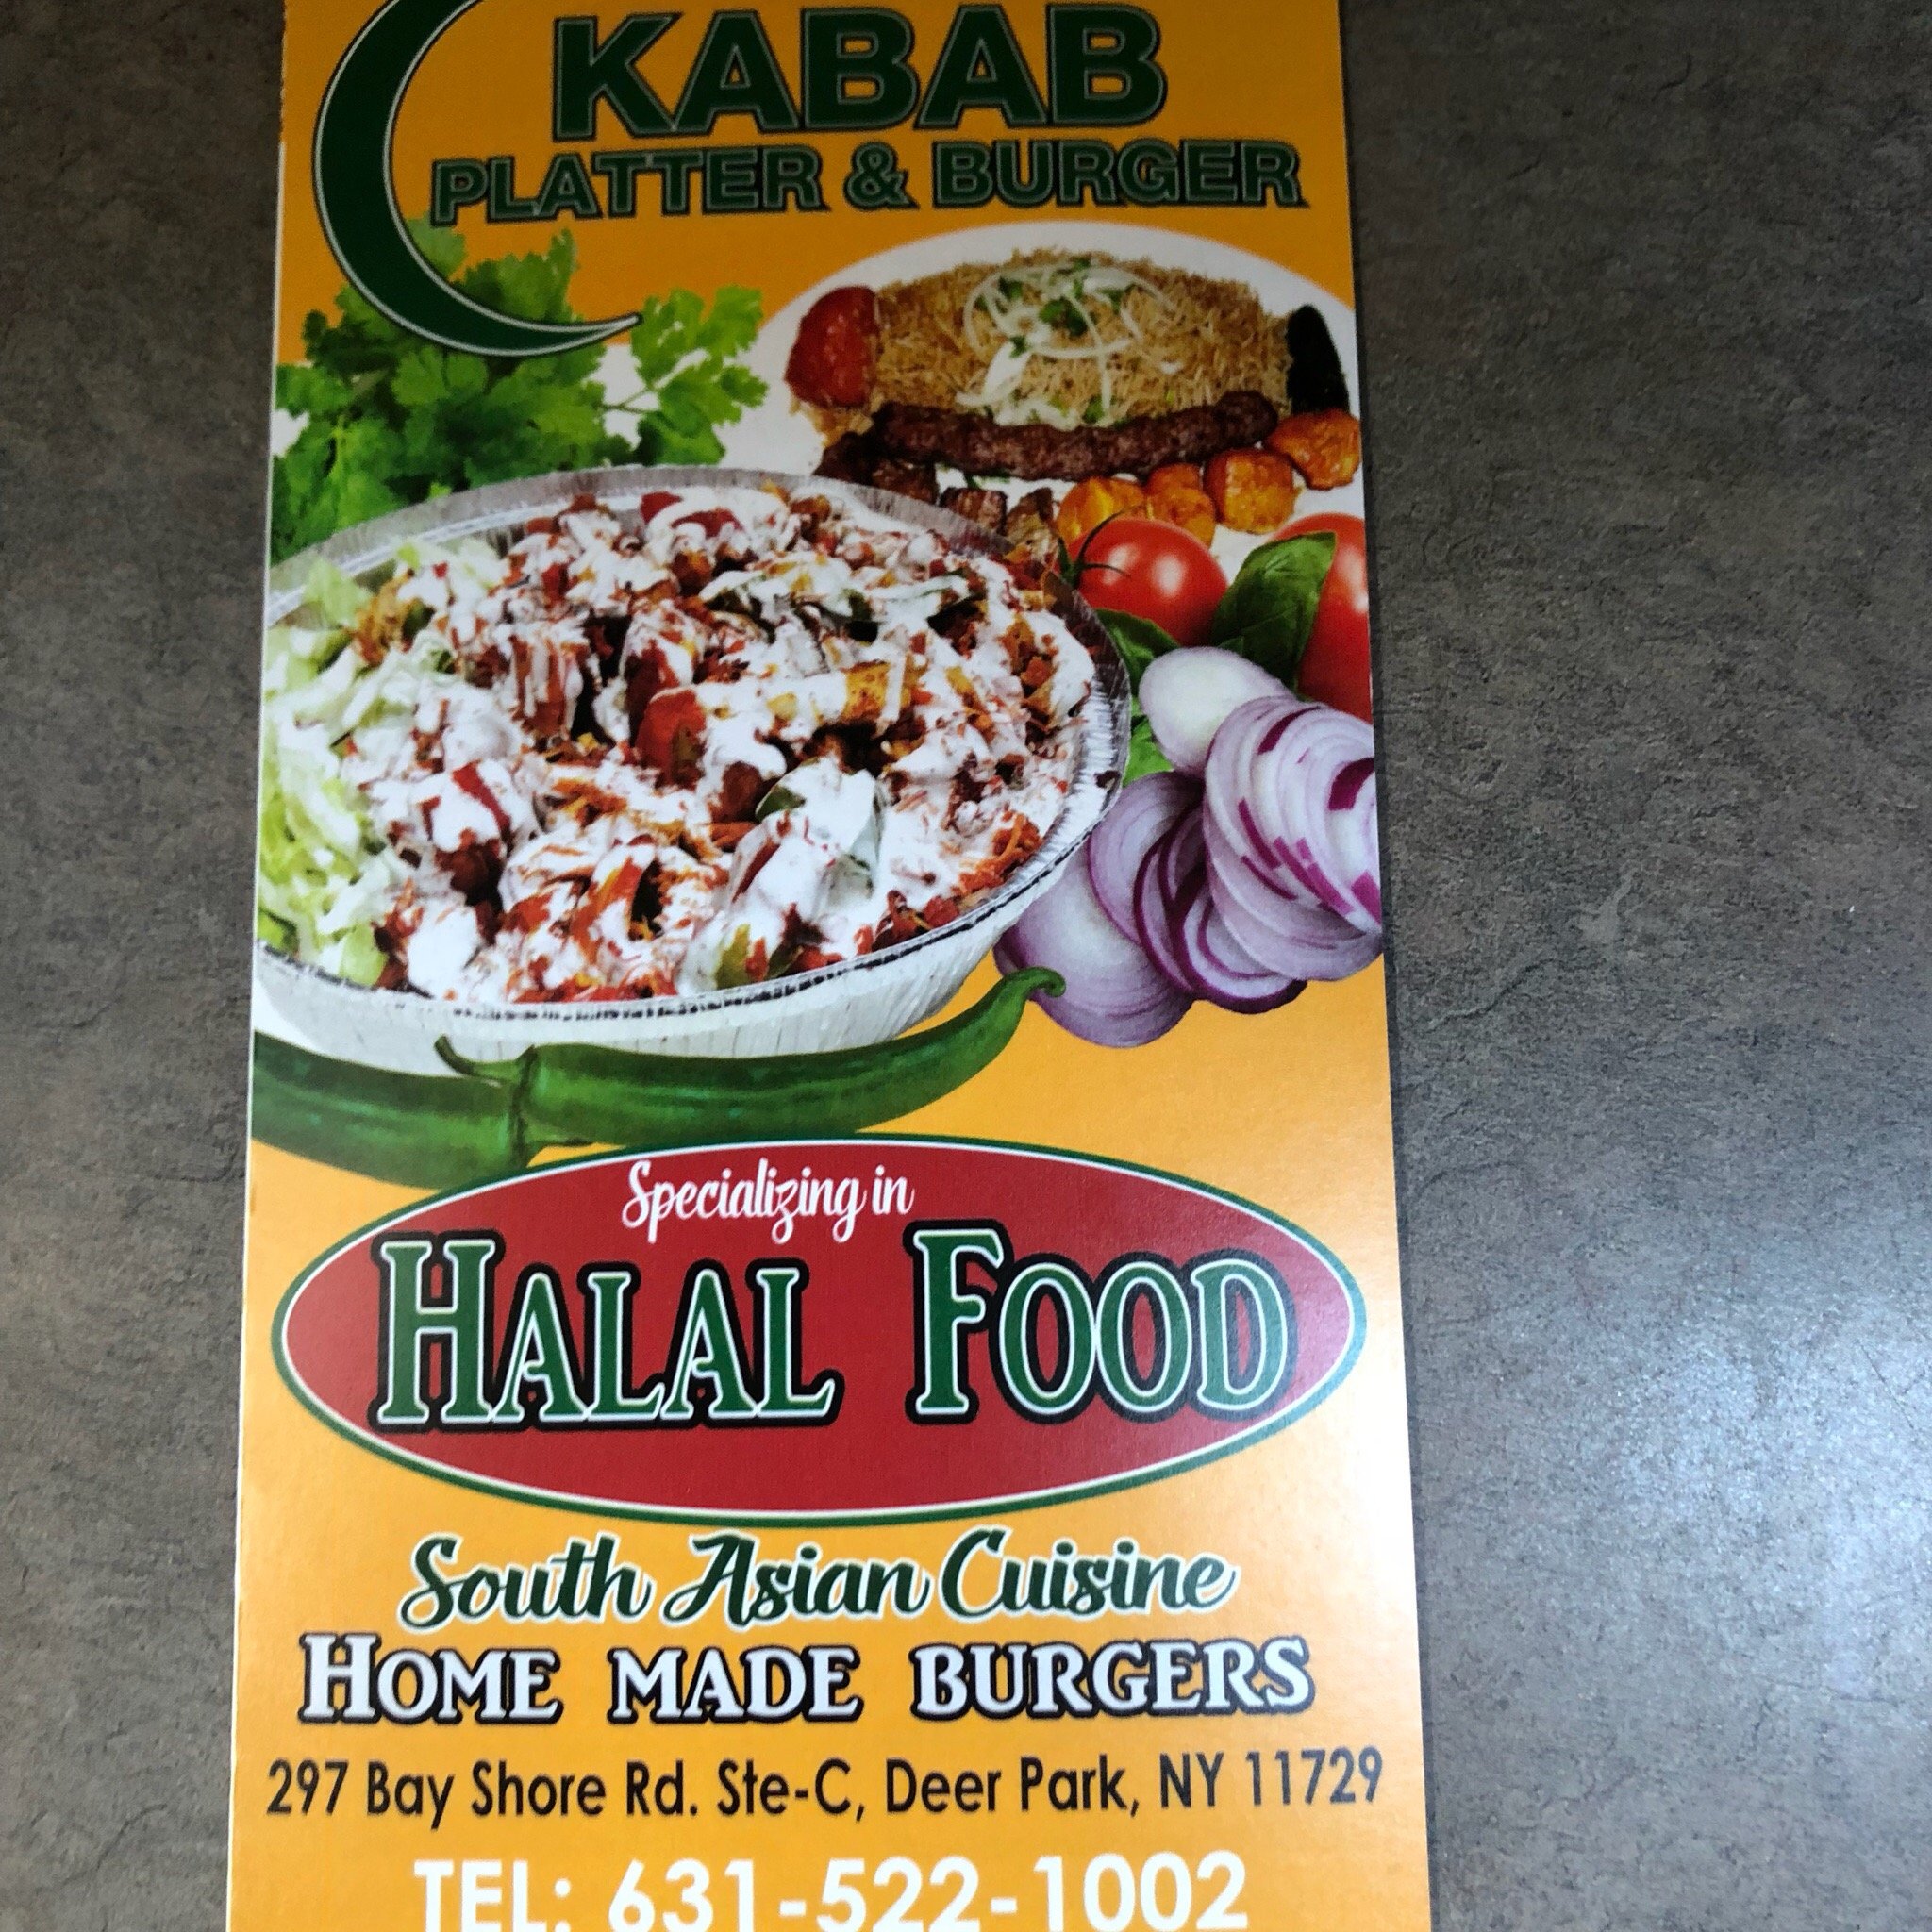 KABAB
PLATTER & BURGER
Specializing in
HALAL FOOD
South Asian Cuisine
HOME MADE BURGERS
297 Bay Shore Rd. Ste-C, Deer Park, NY 11729
TEL: 631-522-1002